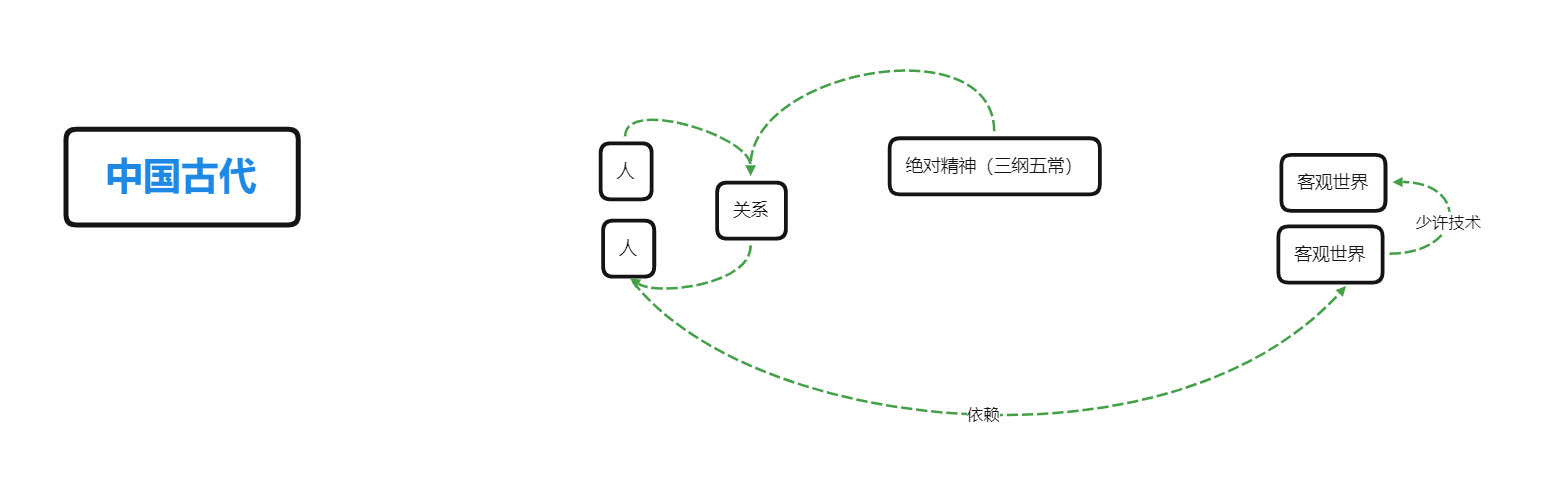 中国古代
人
人
关系
绝对精神（三纲五常）
客观世界
少许技术
客观世界
依赖